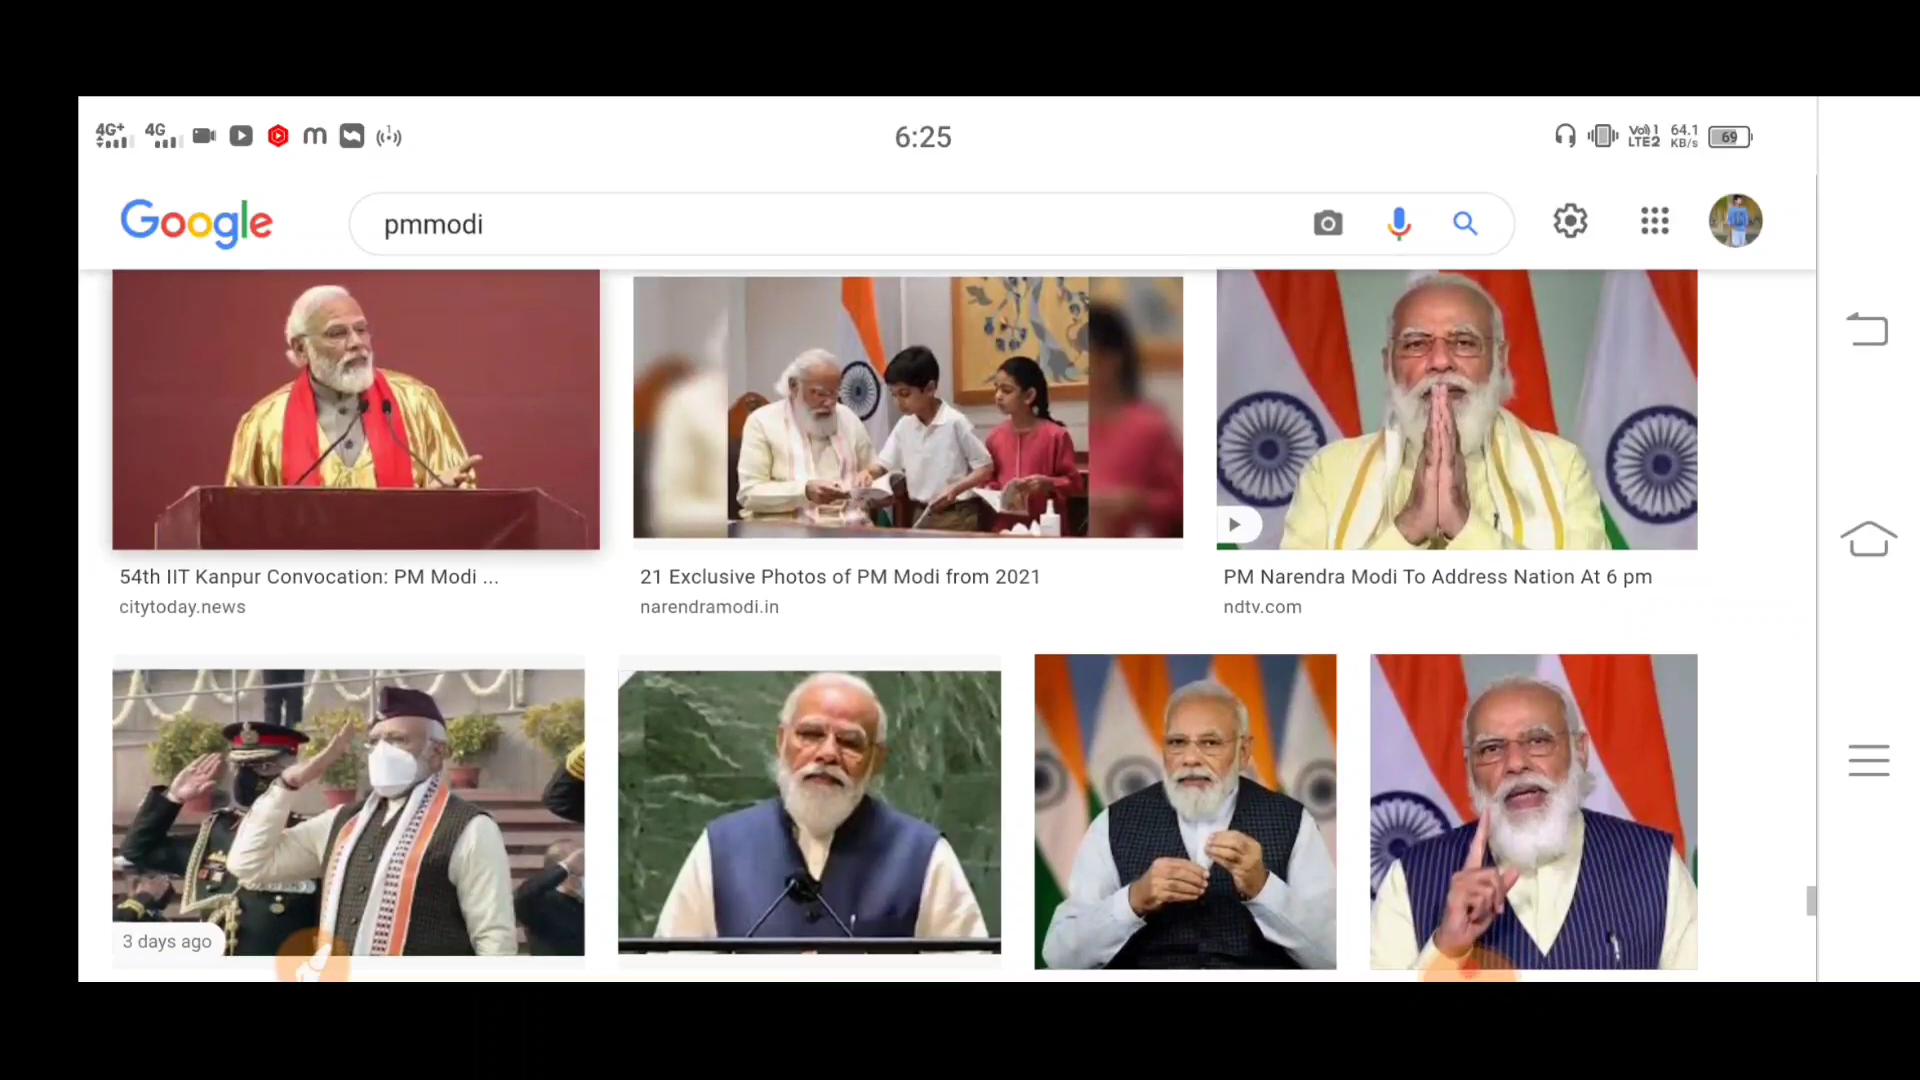 4G+ 4G m 6:25 Vo) 1 LTE2 64.1 KB/s 69
Google pmmodi
54th IIT Kanpur Convocation: PM Modi ...
citytoday.news
21 Exclusive Photos of PM Modi from 2021
narendramodi.in
PM Narendra Modi To Address Nation At 6 pm
ndtv.com
3 days ago